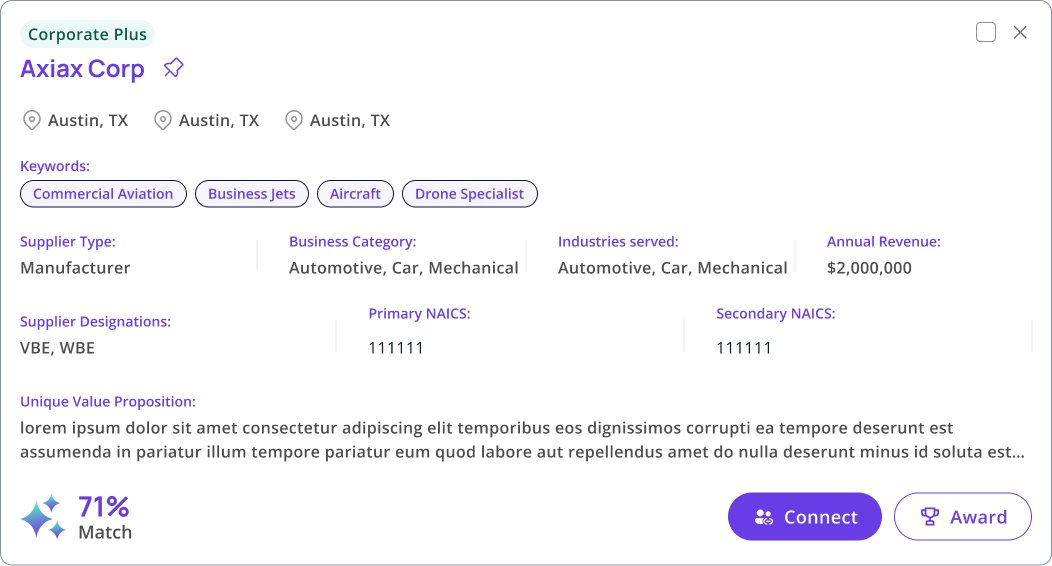 Corporate Plus
Axiax Corp
Austin, TX Austin, TX Austin, TX
Keywords:
Commercial Aviation Business Jets Aircraft Drone Specialist
Supplier Type: Business Category: Industries served: Annual Revenue:
Manufacturer Automotive, Car, Mechanical Automotive, Car, Mechanical $2,000,000
Primary NAICS: Secondary NAICS:
Supplier Designations:
VBE, WBE 111111 111111
Unique Value Proposition:
lorem ipsum dolor sit amet consectetur adipiscing elit temporibus eos dignissimos corrupti ea tempore deserunt est
assumenda in pariatur illum tempore pariatur eum quod labore aut repellendus amet do nulla deserunt minus id soluta est...
71%
Match
Connect Award